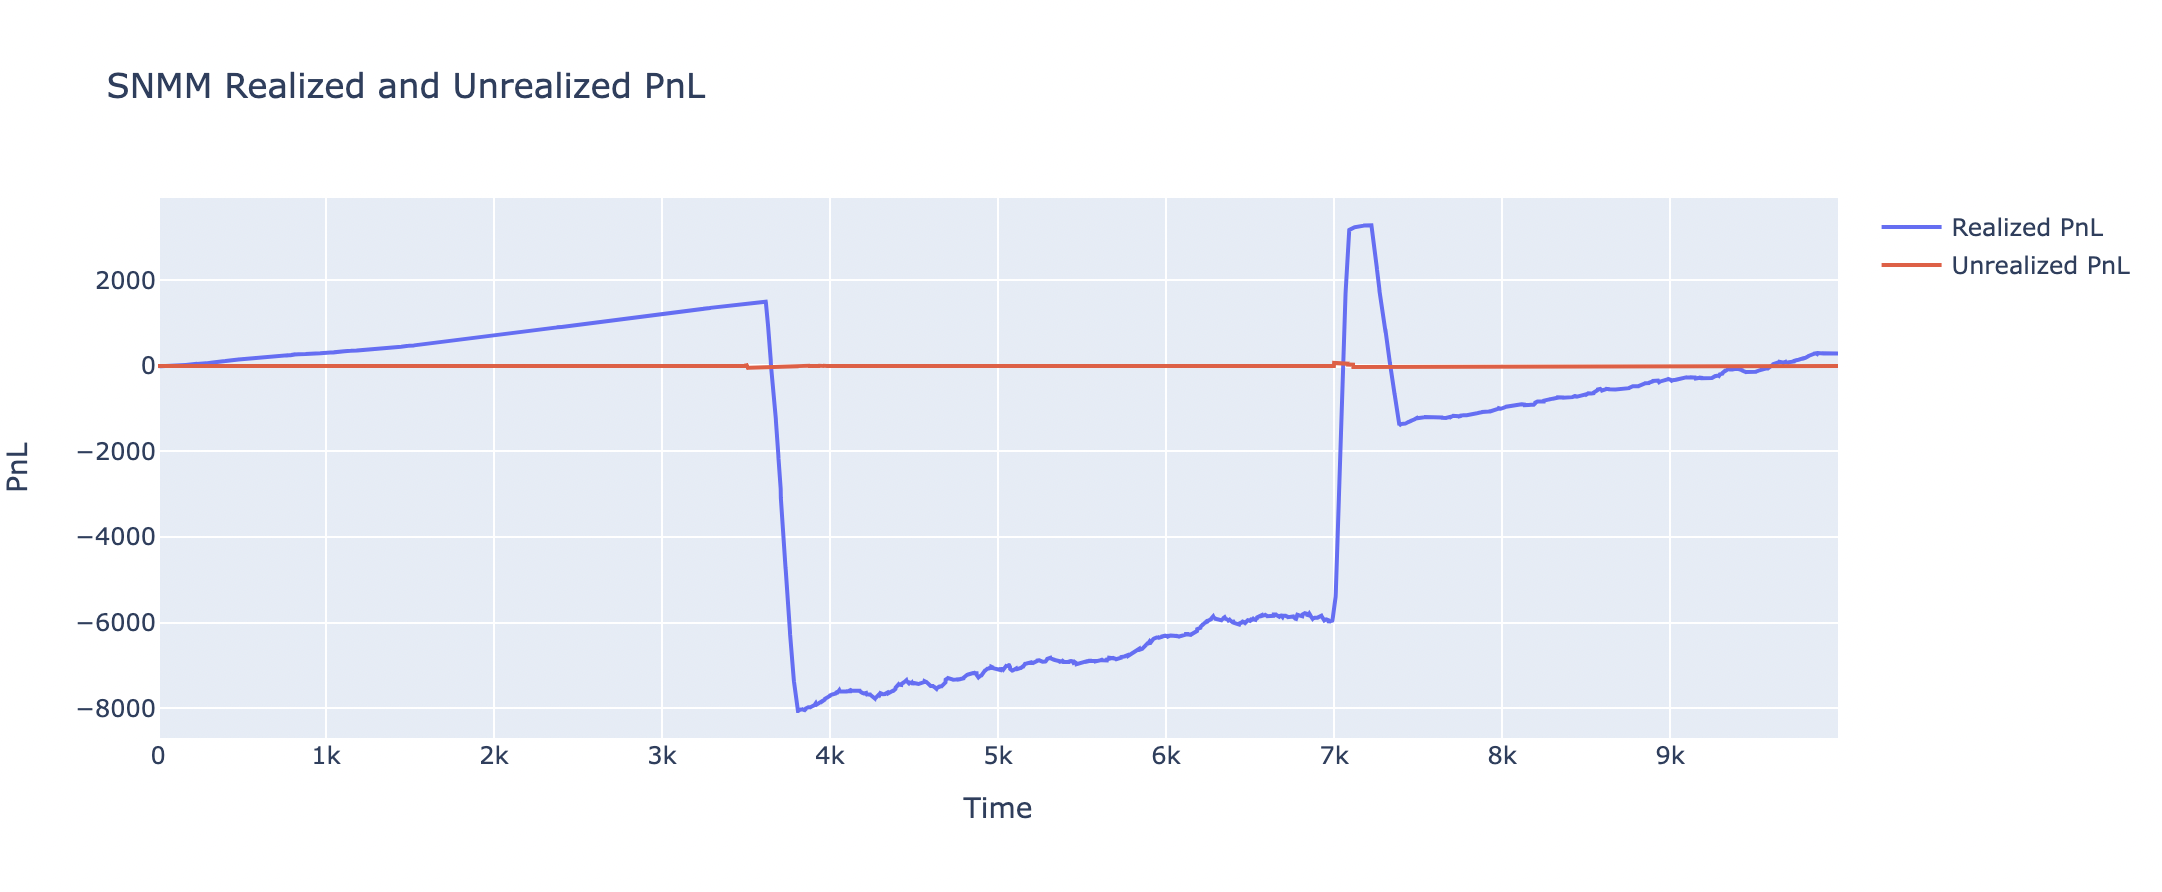 SNMM Realized and Unrealized PnL
Realized PnL
Unrealized PnL
PnL
2000
0
−2000
−4000
−6000
−8000
0 1k 2k 3k 4k 5k 6k 7k 8k 9k
Time